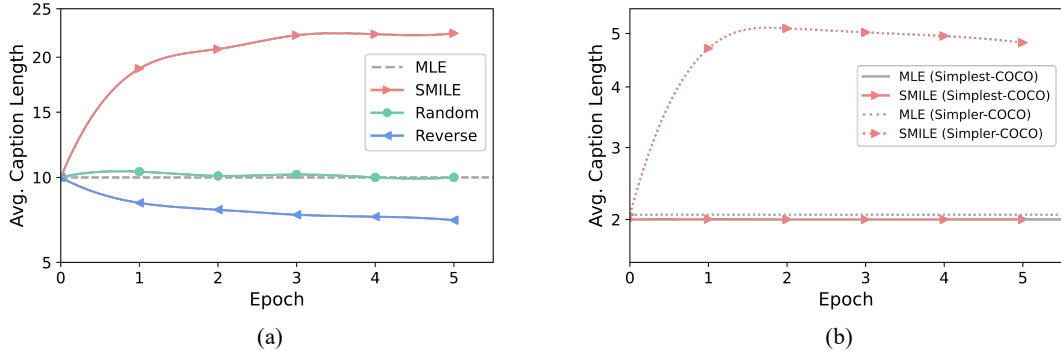 25
20
15
10
5
Avg. Caption Length
0 1 2 3 4 5
Epoch
MLE
SMILE
Random
Reverse
(a)
5
4
3
2
Avg. Caption Length
0 1 2 3 4 5
Epoch
MLE (Simplest-COCO)
SMILE (Simplest-COCO)
MLE (Simpler-COCO)
SMILE (Simpler-COCO)
(b)